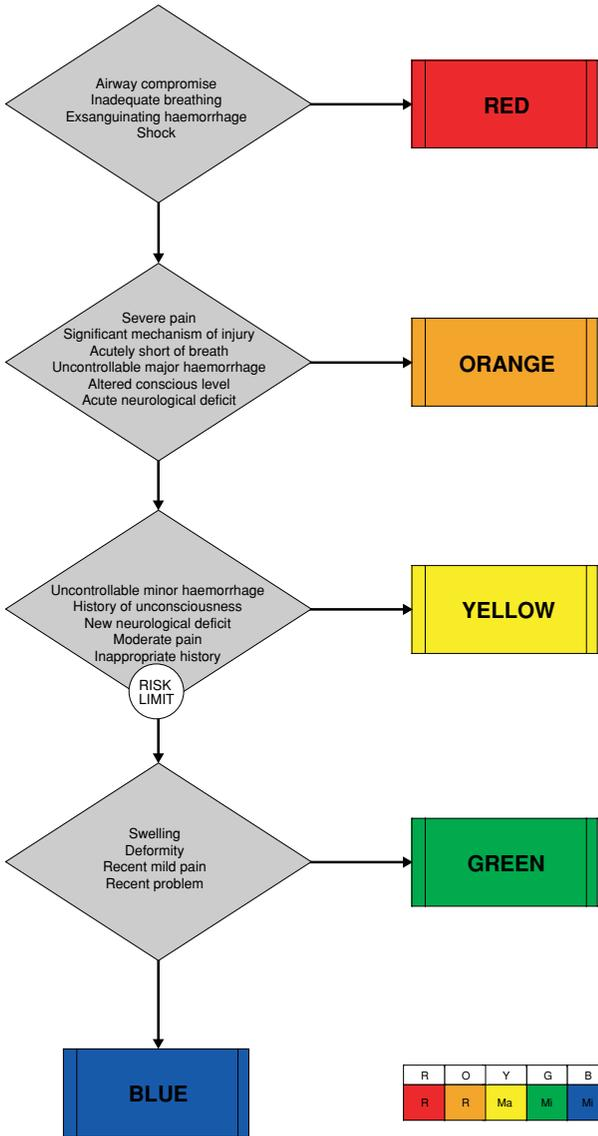 Airway compromise
Inadequate breathing
Exsanguinating haemorrhage
Shock
RED
Severe pain
Significant mechanism of injury
Acutely short of breath
Uncontrollable major haemorrhage
Altered conscious level
Acute neurological deficit
ORANGE
Uncontrollable minor haemorrhage
History of unconsciousness
New neurological deficit
Moderate pain
Inappropriate history
YELLOW
RISK
LIMIT
Swelling
Deformity
Recent mild pain
Recent problem
GREEN
BLUE
R O Y G B
R R Ma Mi Mi